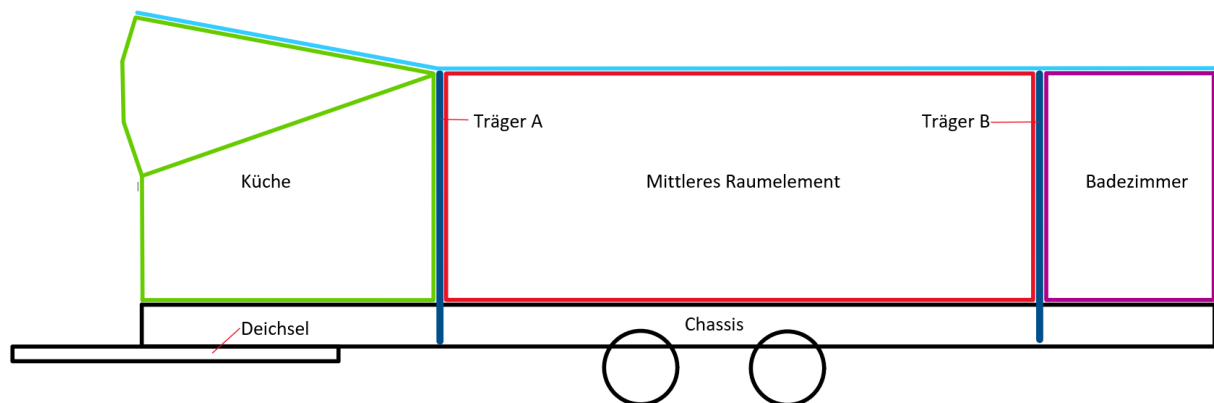 Träger A
Träger B
Küche
Mittleres Raumelement
Badezimmer
Deichsel
Chassis